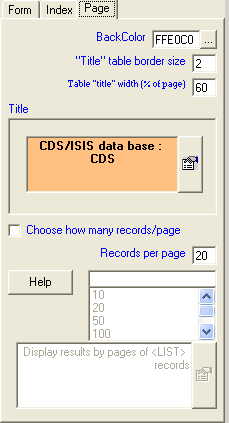 Form Index Page
BackColor FFE0C0 ...
"Title" table border size 2
Table "title" width (% of page) 60
Title
CDS/ISIS data base :
CDS
Choose how many records/page
Records per page 20
Help
10
20
50
100
Display results by pages of <LIST>
records